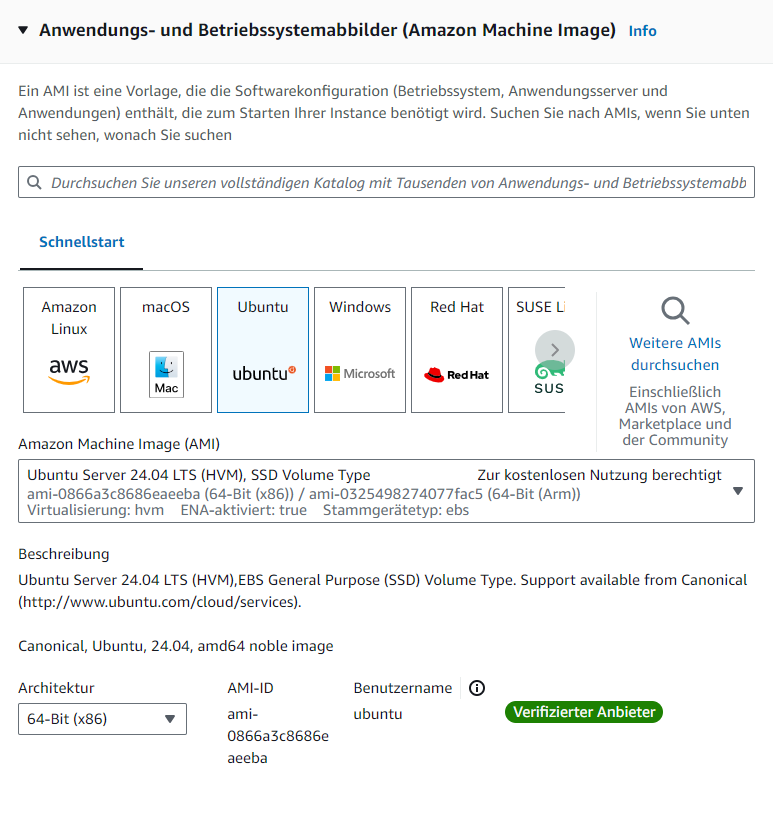 Anwendungs- und Betriebssystemabbilder (Amazon Machine Image) Info
Ein AMI ist eine Vorlage, die die Softwarekonfiguration (Betriebssystem, Anwendungsserver und
Anwendungen) enthält, die zum Starten Ihrer Instance benötigt wird. Suchen Sie nach AMIs, wenn Sie unten
nicht sehen, wonach Sie suchen
Durchsuchen Sie unseren vollständigen Katalog mit Tausenden von Anwendungs- und Betriebssystemabb
Schnellstart
Amazon
Linux
aws
macOS
Mac
Ubuntu
ubuntu
Windows
Microsoft
Red Hat
Red Hat
SUSE Li
SUS
Weitere AMIs
durchsuchen
Einschließlich
AMIs von AWS,
Marketplace und
der Community
Amazon Machine Image (AMI)
Ubuntu Server 24.04 LTS (HVM), SSD Volume Type Zur kostenlosen Nutzung berechtigt
ami-0866a3c8686eaeeba (64-Bit (x86)) / ami-0325498274077fac5 (64-Bit (Arm))
Virtualisierung: hvm ENA-aktiviert: true Stammgerätetyp: ebs
Beschreibung
Ubuntu Server 24.04 LTS (HVM),EBS General Purpose (SSD) Volume Type. Support available from Canonical
(http://www.ubuntu.com/cloud/services).
Canonical, Ubuntu, 24.04, amd64 noble image
Architektur
64-Bit (x86)
AMI-ID
ami-
0866a3c8686e
aeeba
Benutzername
ubuntu
Verifizierter Anbieter